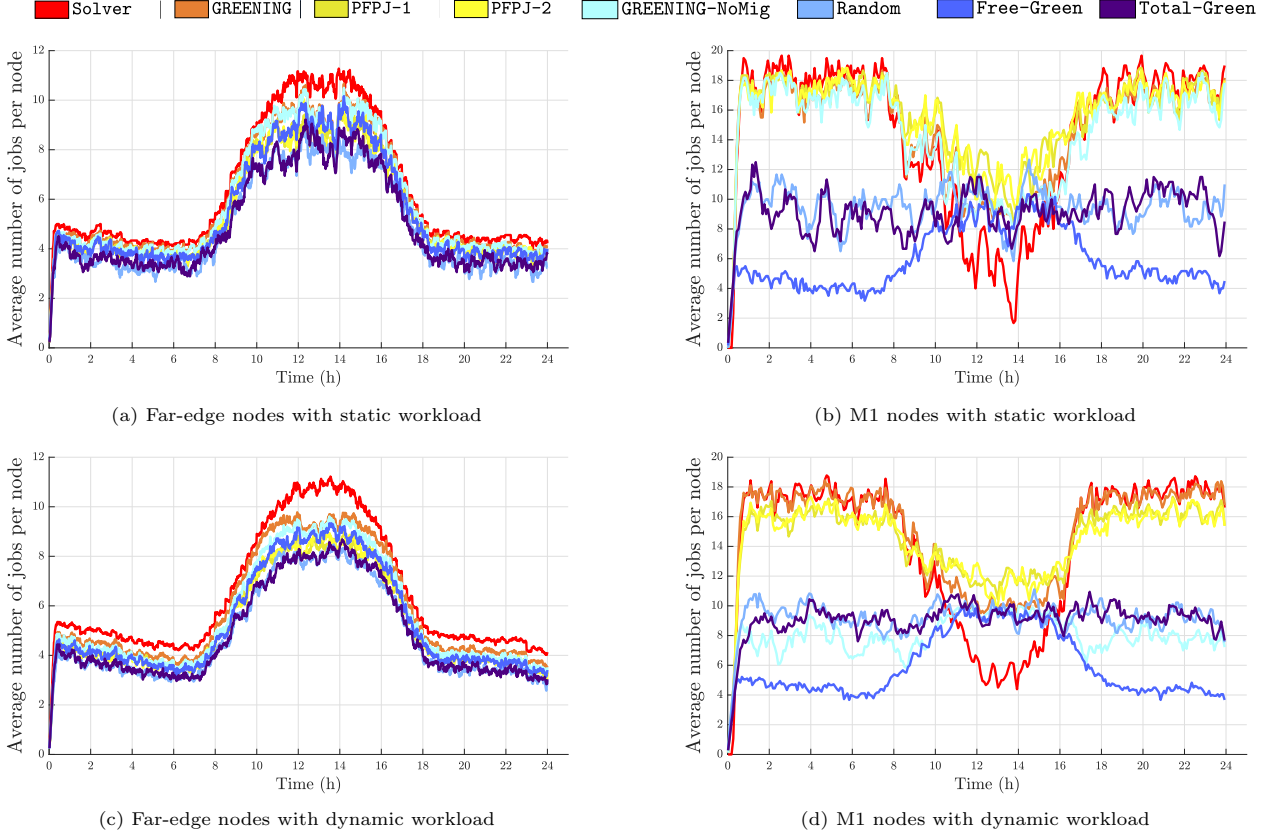 Solver GREENING PFPJ-1 PFPJ-2 GREENING-NoMig Random Free-Green Total-Green
Average number of jobs per node
12
10
8
6
4
2
0
0 2 4 6 8 10 12 14 16 18 20 22 24
Time (h)
(a) Far-edge nodes with static workload
Average number of jobs per node
20
18
16
14
12
10
8
6
4
2
0
0 2 4 6 8 10 12 14 16 18 20 22 24
Time (h)
(b) M1 nodes with static workload
Average number of jobs per node
12
10
8
6
4
2
0
0 2 4 6 8 10 12 14 16 18 20 22 24
Time (h)
(c) Far-edge nodes with dynamic workload
Average number of jobs per node
20
18
16
14
12
10
8
6
4
2
0
0 2 4 6 8 10 12 14 16 18 20 22 24
Time (h)
(d) M1 nodes with dynamic workload